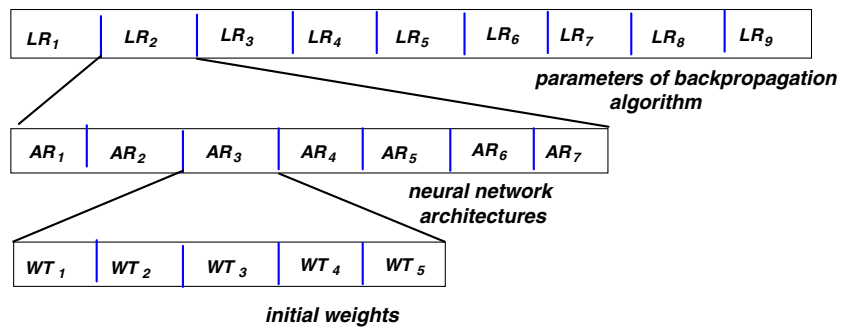 LR1 LR2 LR3 LR4 LR5 LR6 LR7 LR8 LR9
parameters of backpropagation
algorithm
AR1 AR2 AR3 AR4 AR5 AR6 AR7
neural network
architectures
WT1 WT2 WT3 WT4 WT5
initial weights